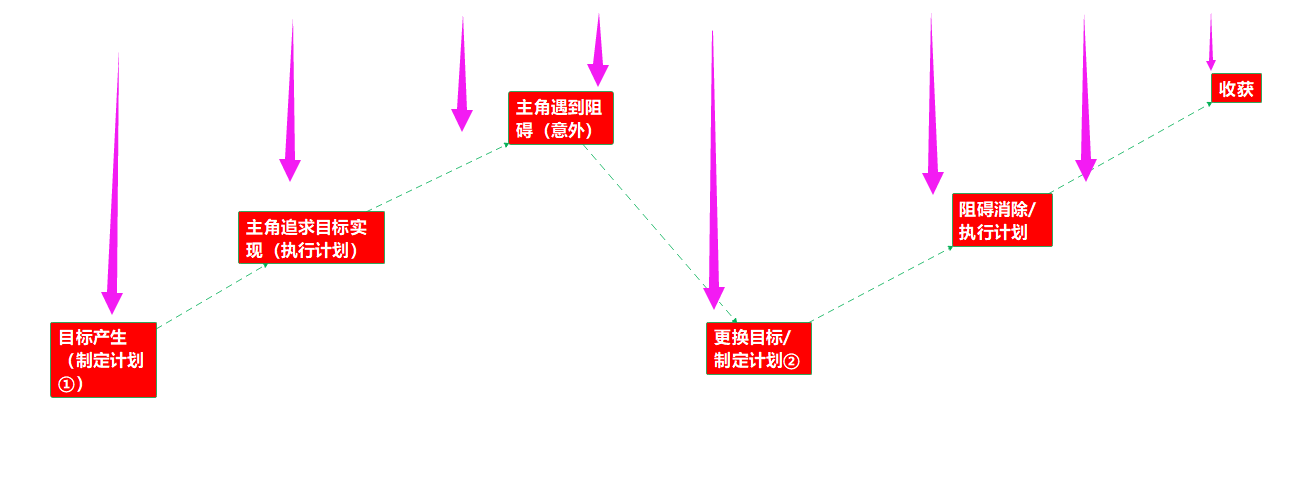 目标产生
（制定计划
①）
主角追求目标实
现（执行计划）
主角遇到阻
碍（意外）
更换目标/
制定计划②
阻碍消除/
执行计划
收获